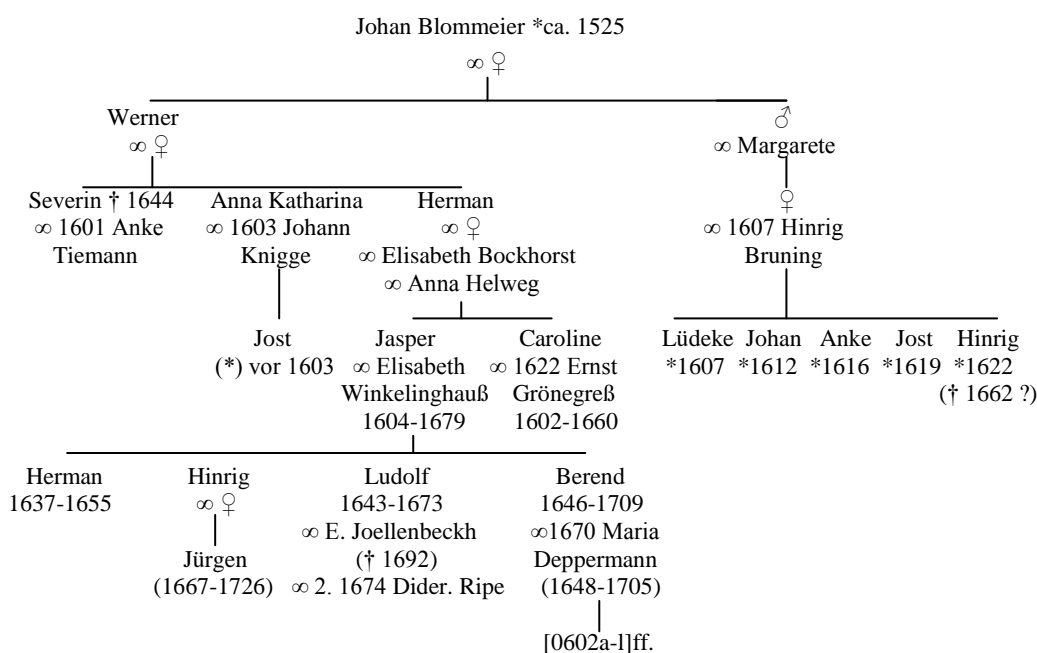 Johan Blommeier *ca. 1525
∞ ♀
Werner
∞ ♀
♂
∞ Margarete
Severin † 1644
∞ 1601 Anke
Tiemann
Anna Katharina
∞ 1603 Johann
Knigge
Herman
∞ ♀
∞ Elisabeth Bockhorst
∞ Anna Helweg
♀
∞ 1607 Hinrig
Bruning
Jost
(*) vor 1603
Jasper
∞ Elisabeth
Winkelinghauß
1604-1679
Caroline
∞ 1622 Ernst
Grönegreß
1602-1660
Lüdeke
*1607
Johan
*1612
Anke
*1616
Jost
*1619
Hinrig
*1622
(† 1662 ?)
Herman
1637-1655
Hinrig
∞ ♀
Jürgen
(1667-1726)
Ludolf
1643-1673
∞ E. Joellenbeckh
(† 1692)
∞ 2. 1674 Dider. Ripe
Berend
1646-1709
∞1670 Maria
Deppermann
(1648-1705)
[0602a-l]ff.